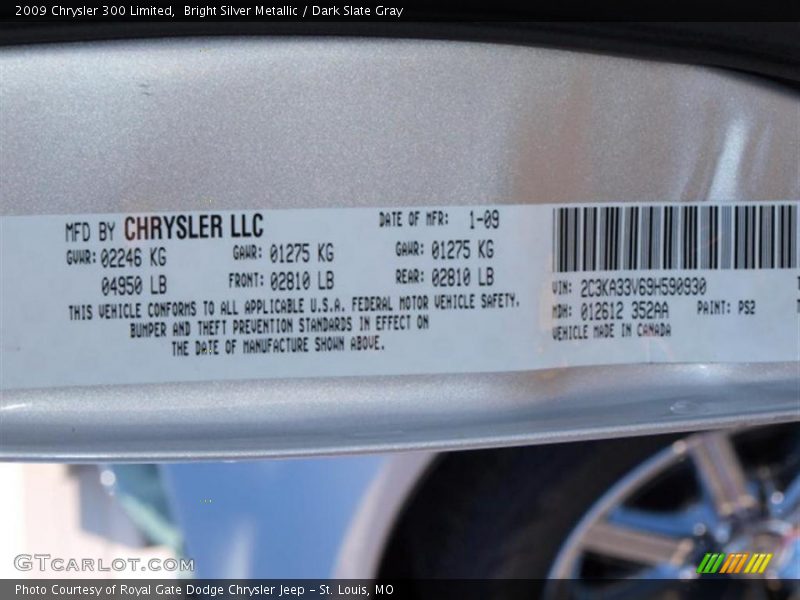 2009 Chrysler 300 Limited,  Bright Silver Metallic / Dark Slate Gray
MFD BY CHRYSLER LLC
DATE OF MFR: 1-09
GVWR: 02246 KG
GAWR: 01275 KG
GAWR: 01275 KG
04950 LB
FRONT: 02810 LB
REAR: 02810 LB
THIS VEHICLE CONFORMS TO ALL APPLICABLE U.S.A. FEDERAL MOTOR VEHICLE SAFETY,
BUMPER AND THEFT PREVENTION STANDARDS IN EFFECT ON
THE DATE OF MANUFACTURE SHOWN ABOVE.
VIN: 2C3KA33V69H590930
MDH: 012612 352AA
PAINT: PS2
VEHICLE MADE IN CANADA
GTCARLOT.COM
Photo Courtesy of Royal Gate Dodge Chrysler Jeep – St. Louis, MO